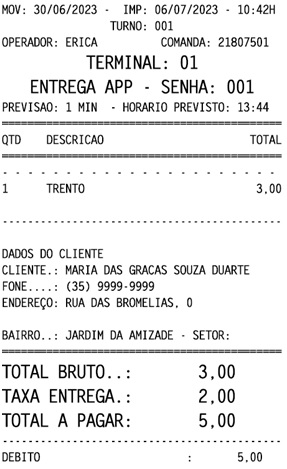 MOV: 30/06/2023 - IMP: 06/07/2023 - 10:42H
TURNO: 001
OPERADOR: ERICA COMANDA: 21807501
TERMINAL: 01
ENTREGA APP - SENHA: 001
PREVISAO: 1 MIN - HORARIO PREVISTO: 13:44
QTD DESCRICAO TOTAL
1 TRENTO 3,00
DADOS DO CLIENTE
CLIENTE.: MARIA DAS GRACAS SOUZA DUARTE
FONE....: (35) 9999-9999
ENDEREÇO: RUA DAS BROMELIAS, 0
BAIRRO..: JARDIM DA AMIZADE - SETOR:
TOTAL BRUTO..: 3,00
TAXA ENTREGA.: 2,00
TOTAL A PAGAR: 5,00
DEBITO : 5,00